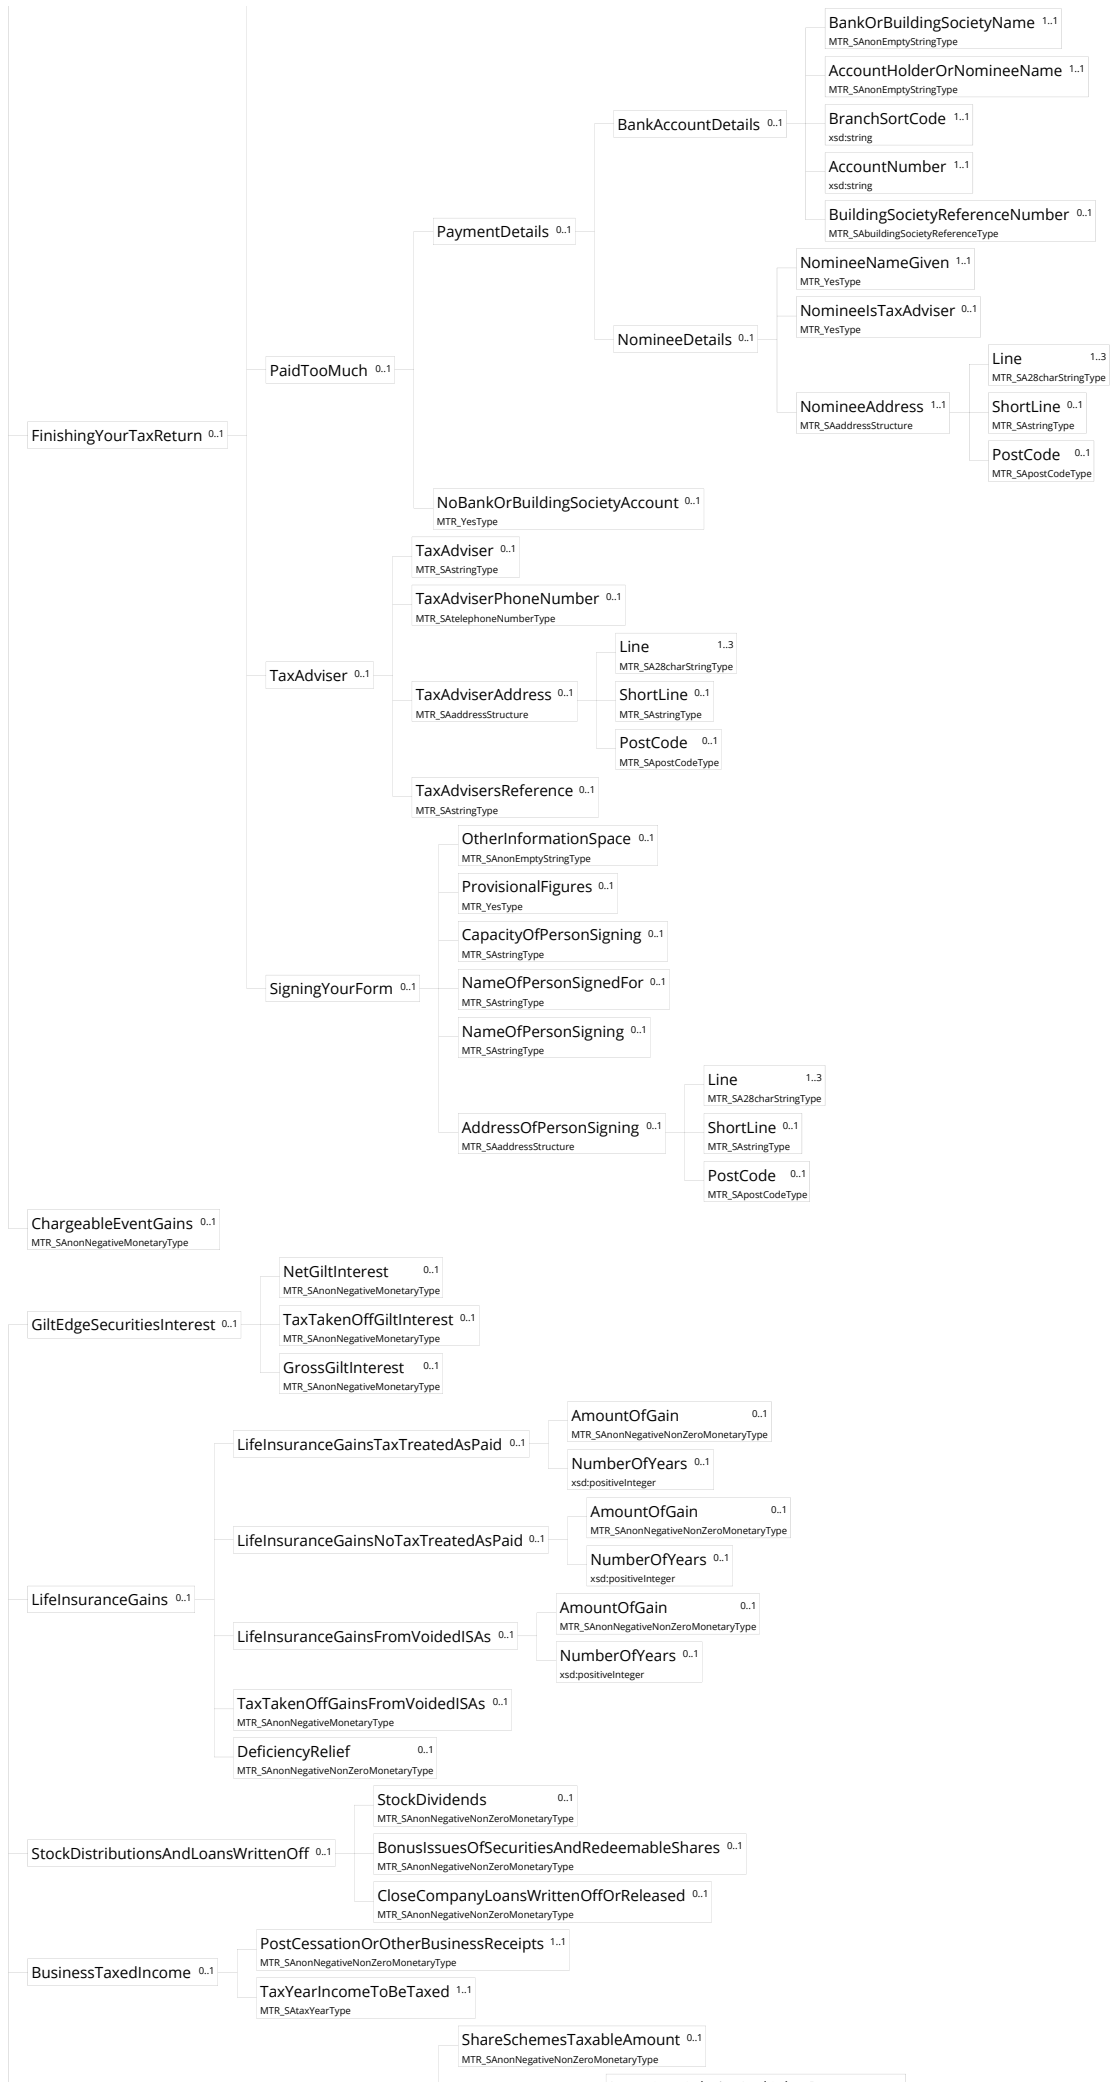 BankOrBuildingSocietyName 1..1
MTR_SAnonEmptyStringType
AccountHolderOrNomineeName 1..1
MTR_SAnonEmptyStringType
BankAccountDetails 0..1
BranchSortCode 1..1
xsd:string
AccountNumber 1..1
xsd:string
BuildingSocietyReferenceNumber 0..1
MTR_SAbuildingSocietyReferenceType
PaymentDetails 0..1
NomineeNameGiven 1..1
MTR_YesType
NomineeIsTaxAdviser 0..1
MTR_YesType
NomineeDetails 0..1
Line 1..3
MTR_SA28charStringType
PaidTooMuch 0..1
NomineeAddress 1..1
MTR_SAaddressStructure
ShortLine 0..1
MTR_SAstringType
FinishingYourTaxReturn 0..1
PostCode 0..1
MTR_SApostCodeType
NoBankOrBuildingSocietyAccount 0..1
MTR_YesType
TaxAdviser 0..1
MTR_SAstringType
TaxAdviserPhoneNumber 0..1
MTR_SAtelephoneNumberType
Line 1..3
MTR_SA28charStringType
TaxAdviser 0..1
TaxAdviserAddress 0..1
MTR_SAaddressStructure
ShortLine 0..1
MTR_SAstringType
PostCode 0..1
MTR_SApostCodeType
TaxAdvisersReference 0..1
MTR_SAstringType
OtherInformationSpace 0..1
MTR_SAnonEmptyStringType
ProvisionalFigures 0..1
MTR_YesType
CapacityOfPersonSigning 0..1
MTR_SAstringType
SigningYourForm 0..1
NameOfPersonSignedFor 0..1
MTR_SAstringType
NameOfPersonSigning 0..1
MTR_SAstringType
Line 1..3
MTR_SA28charStringType
AddressOfPersonSigning 0..1
MTR_SAaddressStructure
ShortLine 0..1
MTR_SAstringType
PostCode 0..1
MTR_SApostCodeType
ChargeableEventGains 0..1
MTR_SAnonNegativeMonetaryType
NetGiltInterest 0..1
MTR_SAnonNegativeMonetaryType
GiltEdgeSecuritiesInterest 0..1
TaxTakenOffGiltInterest 0..1
MTR_SAnonNegativeMonetaryType
GrossGiltInterest 0..1
MTR_SAnonNegativeMonetaryType
LifeInsuranceGainsTaxTreatedAsPaid 0..1
AmountOfGain 0..1
MTR_SAnonNegativeNonZeroMonetaryType
NumberOfYears 0..1
xsd:positiveInteger
LifeInsuranceGainsNoTaxTreatedAsPaid 0..1
AmountOfGain 0..1
MTR_SAnonNegativeNonZeroMonetaryType
NumberOfYears 0..1
xsd:positiveInteger
LifeInsuranceGains 0..1
LifeInsuranceGainsFromVoidedISAs 0..1
AmountOfGain 0..1
MTR_SAnonNegativeNonZeroMonetaryType
NumberOfYears 0..1
xsd:positiveInteger
TaxTakenOffGainsFromVoidedISAs 0..1
MTR_SAnonNegativeMonetaryType
DeficiencyRelief 0..1
MTR_SAnonNegativeNonZeroMonetaryType
StockDividends 0..1
MTR_SAnonNegativeNonZeroMonetaryType
StockDistributionsAndLoansWrittenOff 0..1
BonusIssuesOfSecuritiesAndRedeemableShares 0..1
MTR_SAnonNegativeNonZeroMonetaryType
CloseCompanyLoansWrittenOffOrReleased 0..1
MTR_SAnonNegativeNonZeroMonetaryType
BusinessTaxedIncome 0..1
PostCessationOrOtherBusinessReceipts 1..1
MTR_SAnonNegativeNonZeroMonetaryType
TaxYearIncomeToBeTaxed 1..1
MTR_SAtaxYearType
ShareSchemesTaxableAmount 0..1
MTR_SAnonNegativeNonZeroMonetaryType